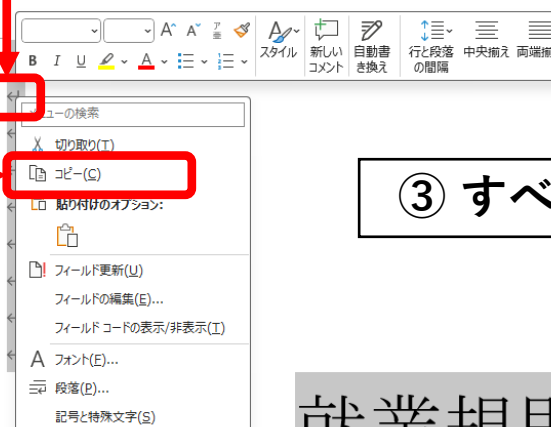 A^ A˅ ア亜
B I U A
スタイル 新しい 自動書 行と段落 中央揃え 両端揃
コメント き換え の間隔
ューの検索
切り取り(T)
コピー(C)
貼り付けのオプション:
フィールド更新(U)
フィールドの編集(E)...
フィールド コードの表示/非表示(T)
A フォント(F)...
段落(P)...
記号と特殊文字(S)
③ すべ
就業規